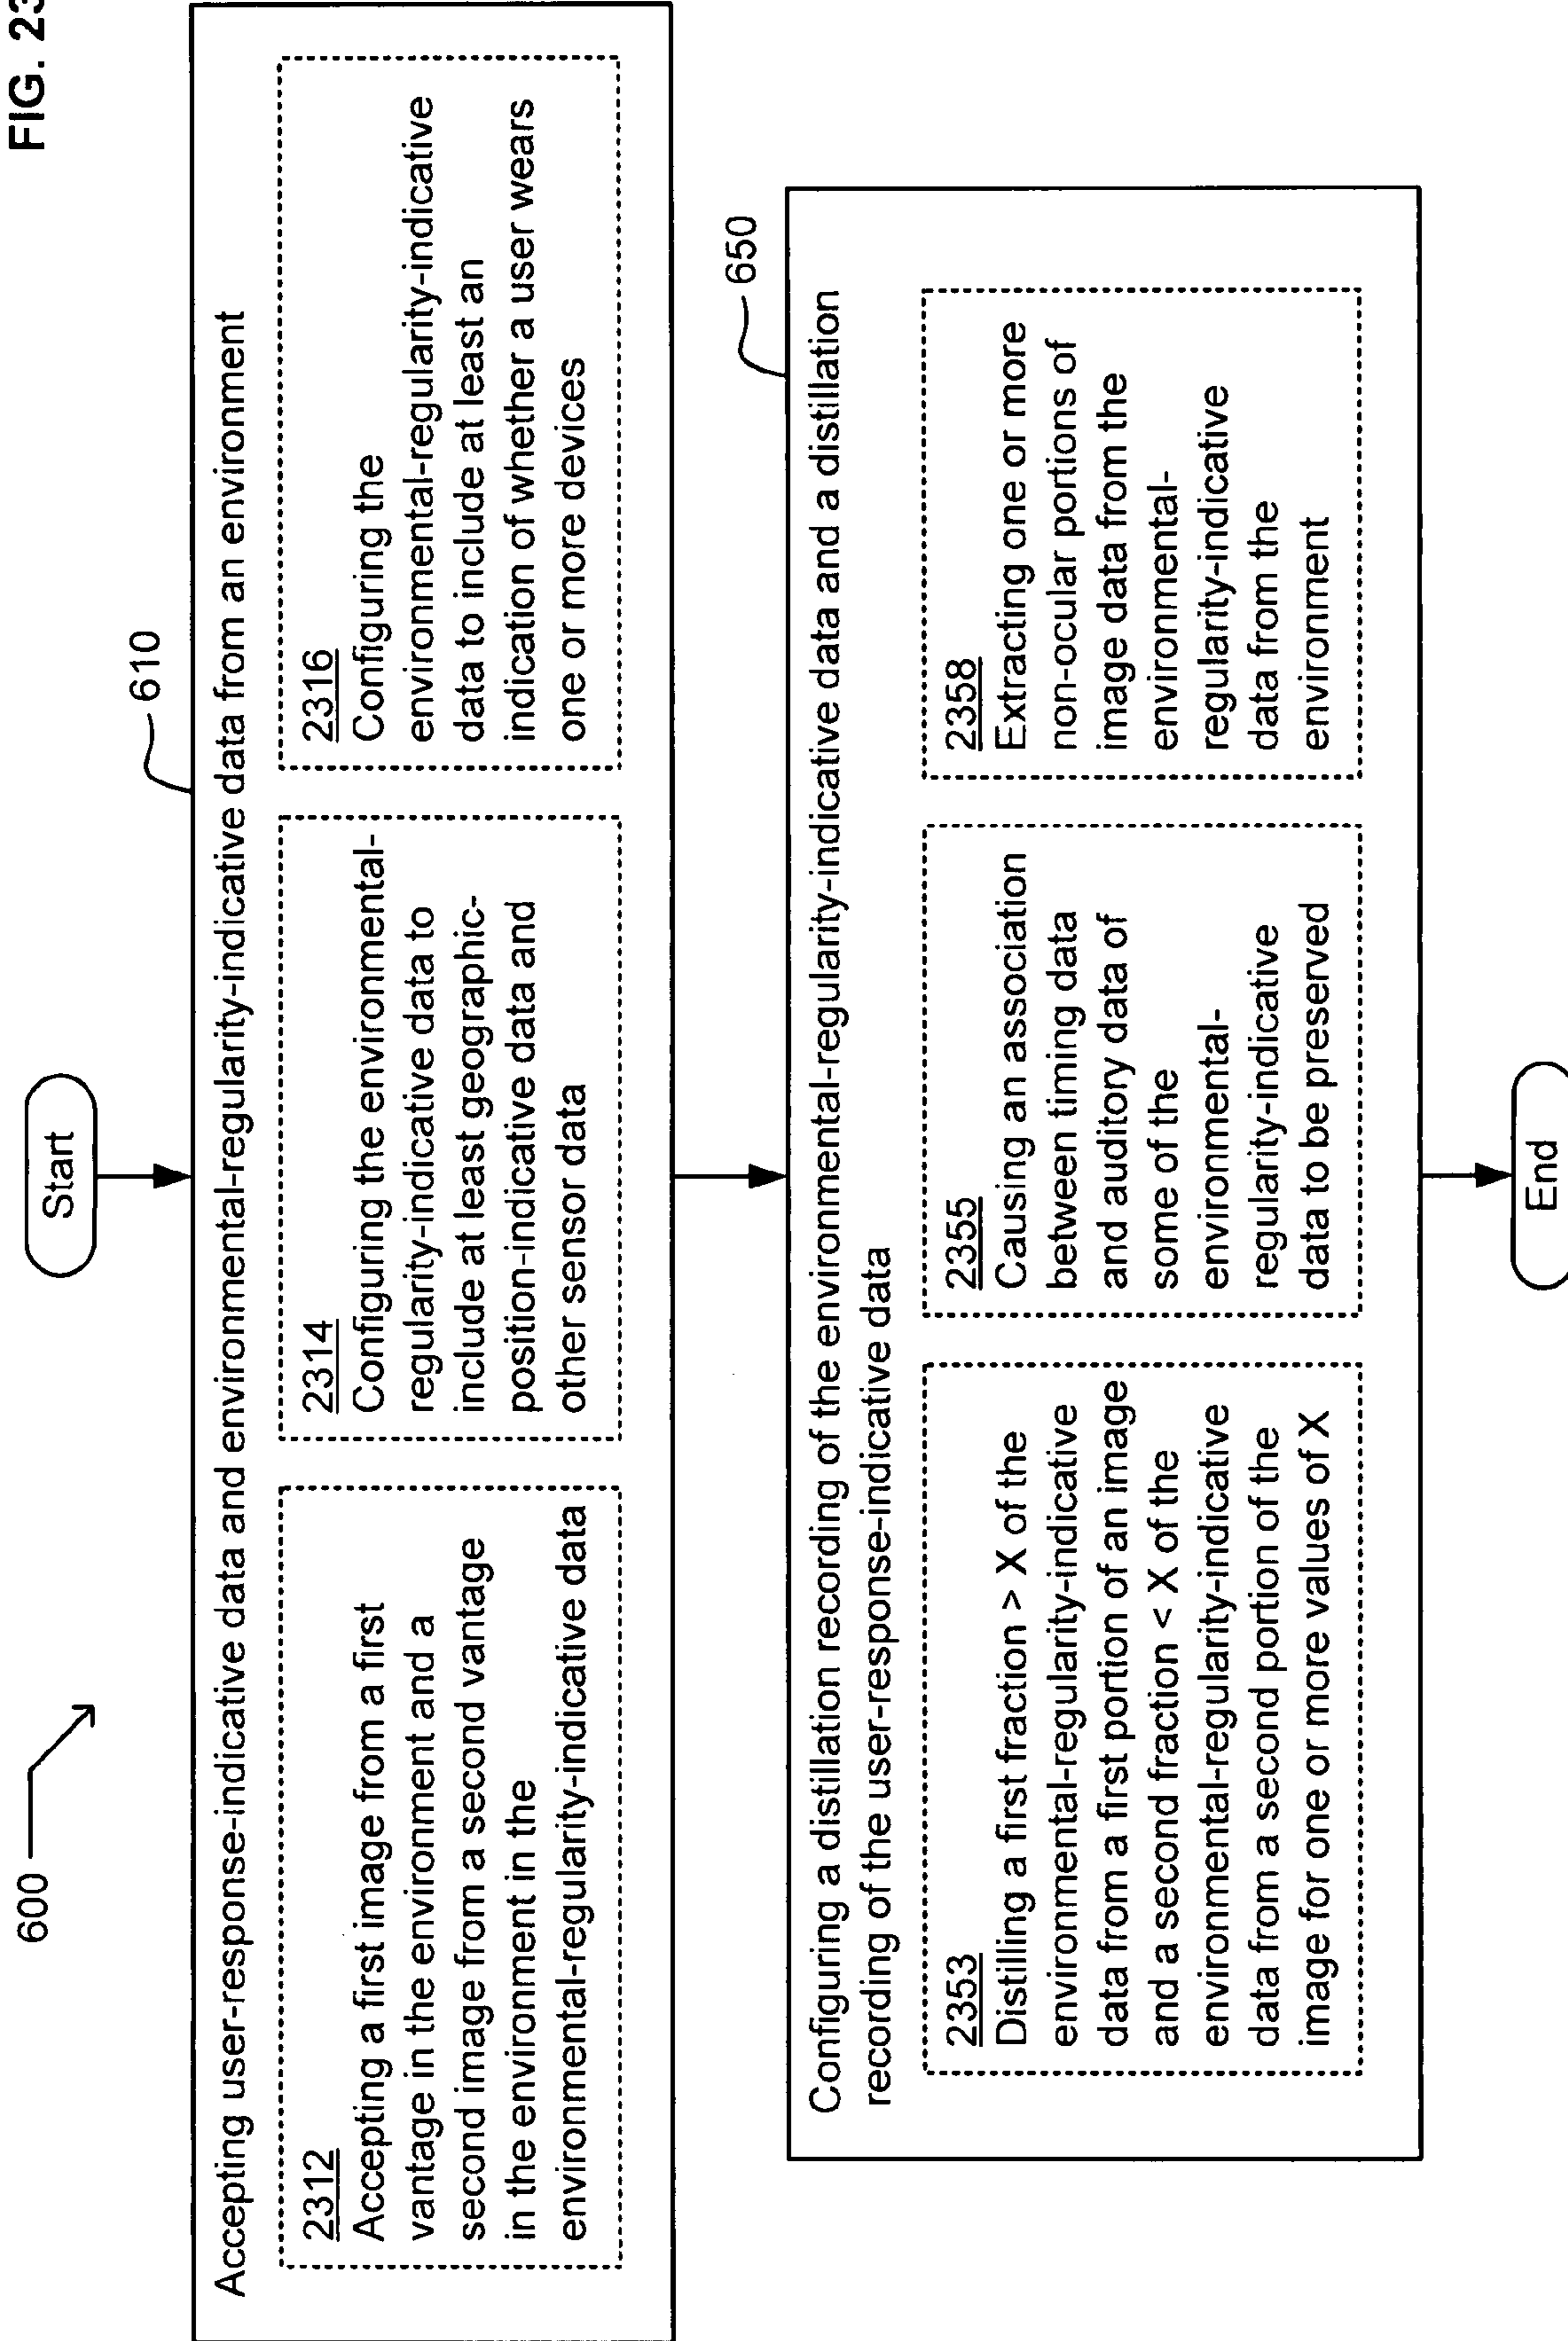 FIG. 23
600
Start
610
Accepting user-response-indicative data and environmental-regularity-indicative data from an environment
2312
Accepting a first image from a first
vantage in the environment and a
second image from a second vantage
in the environment in the
environmental-regularity-indicative data
2314
Configuring the environmental-
regularity-indicative data to
include at least geographic-
position-indicative data and
other sensor data
2316
Configuring the
environmental-regularity-indicative
data to include at least an
indication of whether a user wears
one or more devices
650
Configuring a distillation recording of the environmental-regularity-indicative data and a distillation
recording of the user-response-indicative data
2353
Distilling a first fraction > X of the
environmental-regularity-indicative
data from a first portion of an image
and a second fraction < X of the
environmental-regularity-indicative
data from a second portion of the
image for one or more values of X
2355
Causing an association
between timing data
and auditory data of
some of the
environmental-
regularity-indicative
data to be preserved
2358
Extracting one or more
non-ocular portions of
image data from the
environmental-
regularity-indicative
data from the
environment
End